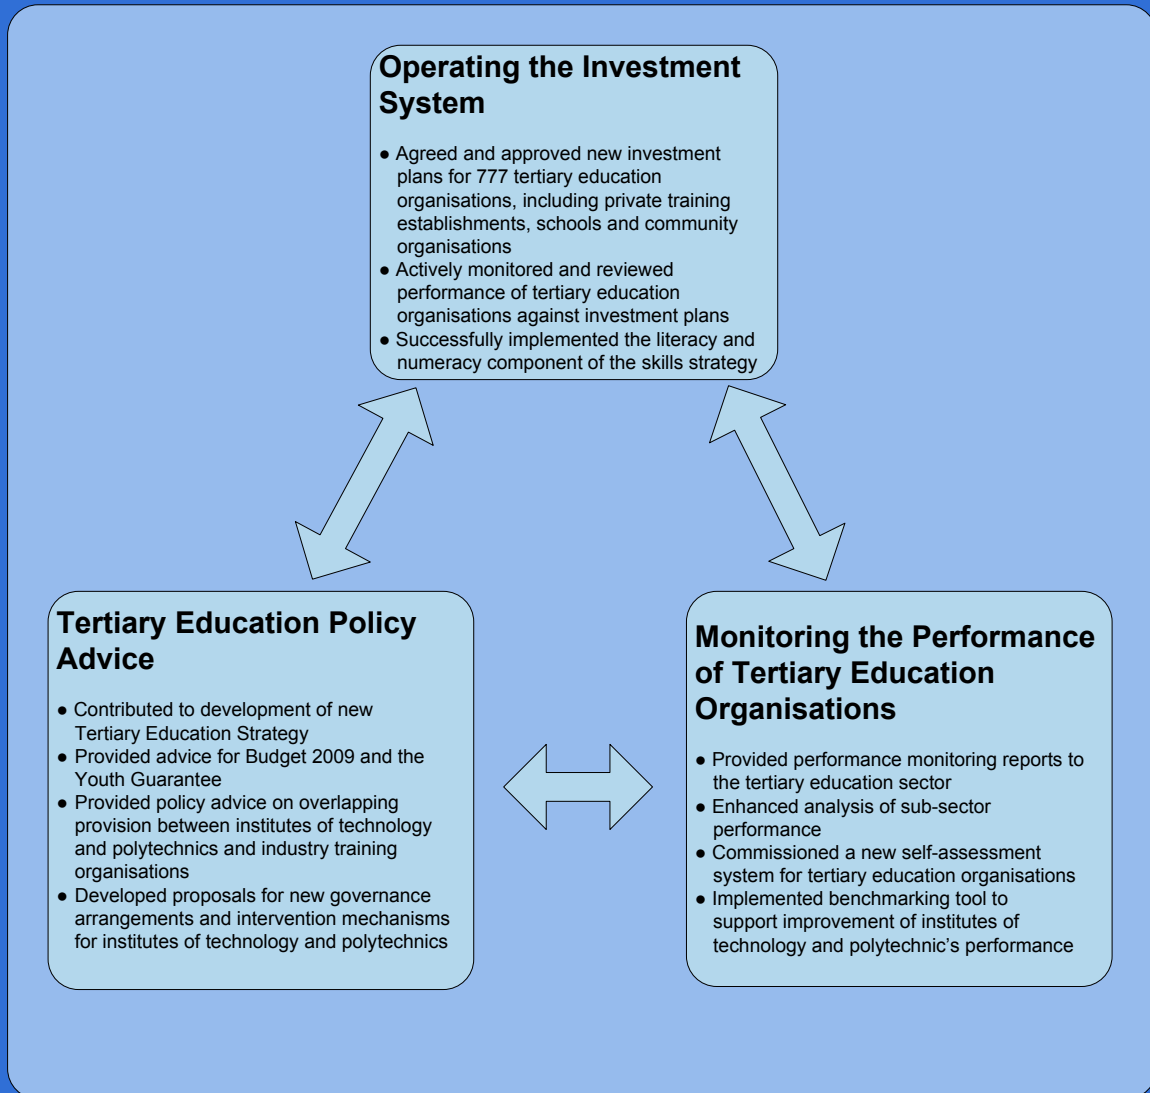 Operating the Investment
System
● Agreed and approved new investment
plans for 777 tertiary education
organisations, including private training
establishments, schools and community
organisations
● Actively monitored and reviewed
performance of tertiary education
organisations against investment plans
● Successfully implemented the literacy and
numeracy component of the skills strategy
Tertiary Education Policy
Advice
● Contributed to development of new
Tertiary Education Strategy
● Provided advice for Budget 2009 and the
Youth Guarantee
● Provided policy advice on overlapping
provision between institutes of technology
and polytechnics and industry training
organisations
● Developed proposals for new governance
arrangements and intervention mechanisms
for institutes of technology and polytechnics
Monitoring the Performance
of Tertiary Education
Organisations
● Provided performance monitoring reports to
the tertiary education sector
● Enhanced analysis of sub-sector
performance
● Commissioned a new self-assessment
system for tertiary education organisations
● Implemented benchmarking tool to
support improvement of institutes of
technology and polytechnic's performance